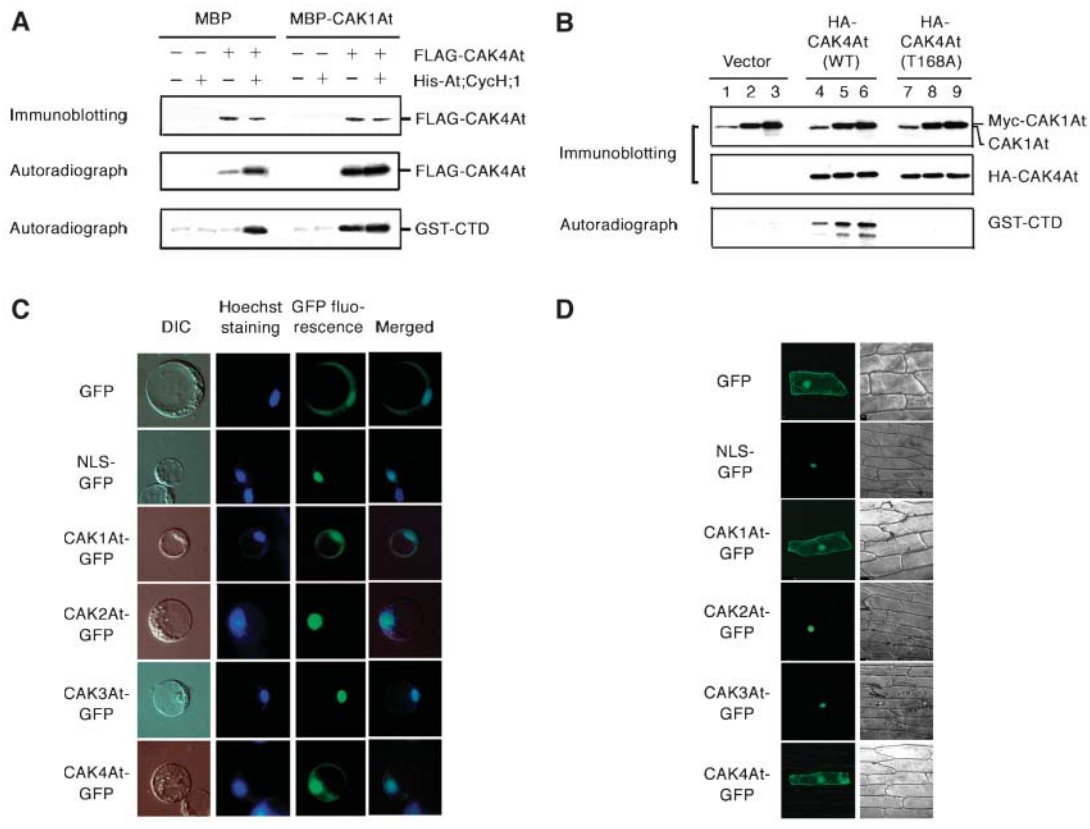 A
MBP MBP-CAK1At
− − + + − − + + FLAG-CAK4At
− + − + − + − + His-At;CycH;1
Immunoblotting FLAG-CAK4At
Autoradiograph FLAG-CAK4At
Autoradiograph GST-CTD
B
HA- HA-
CAK4At CAK4At
Vector (WT) (T168A)
1 2 3 4 5 6 7 8 9
Myc-CAK1At
CAK1At
Immunoblotting
HA-CAK4At
Autoradiograph GST-CTD
C
Hoechst GFP fluo-
DIC staining rescence Merged
GFP
NLS-
GFP
CAK1At-
GFP
CAK2At-
GFP
CAK3At-
GFP
CAK4At-
GFP
D
GFP
NLS-
GFP
CAK1At-
GFP
CAK2At-
GFP
CAK3At-
GFP
CAK4At-
GFP